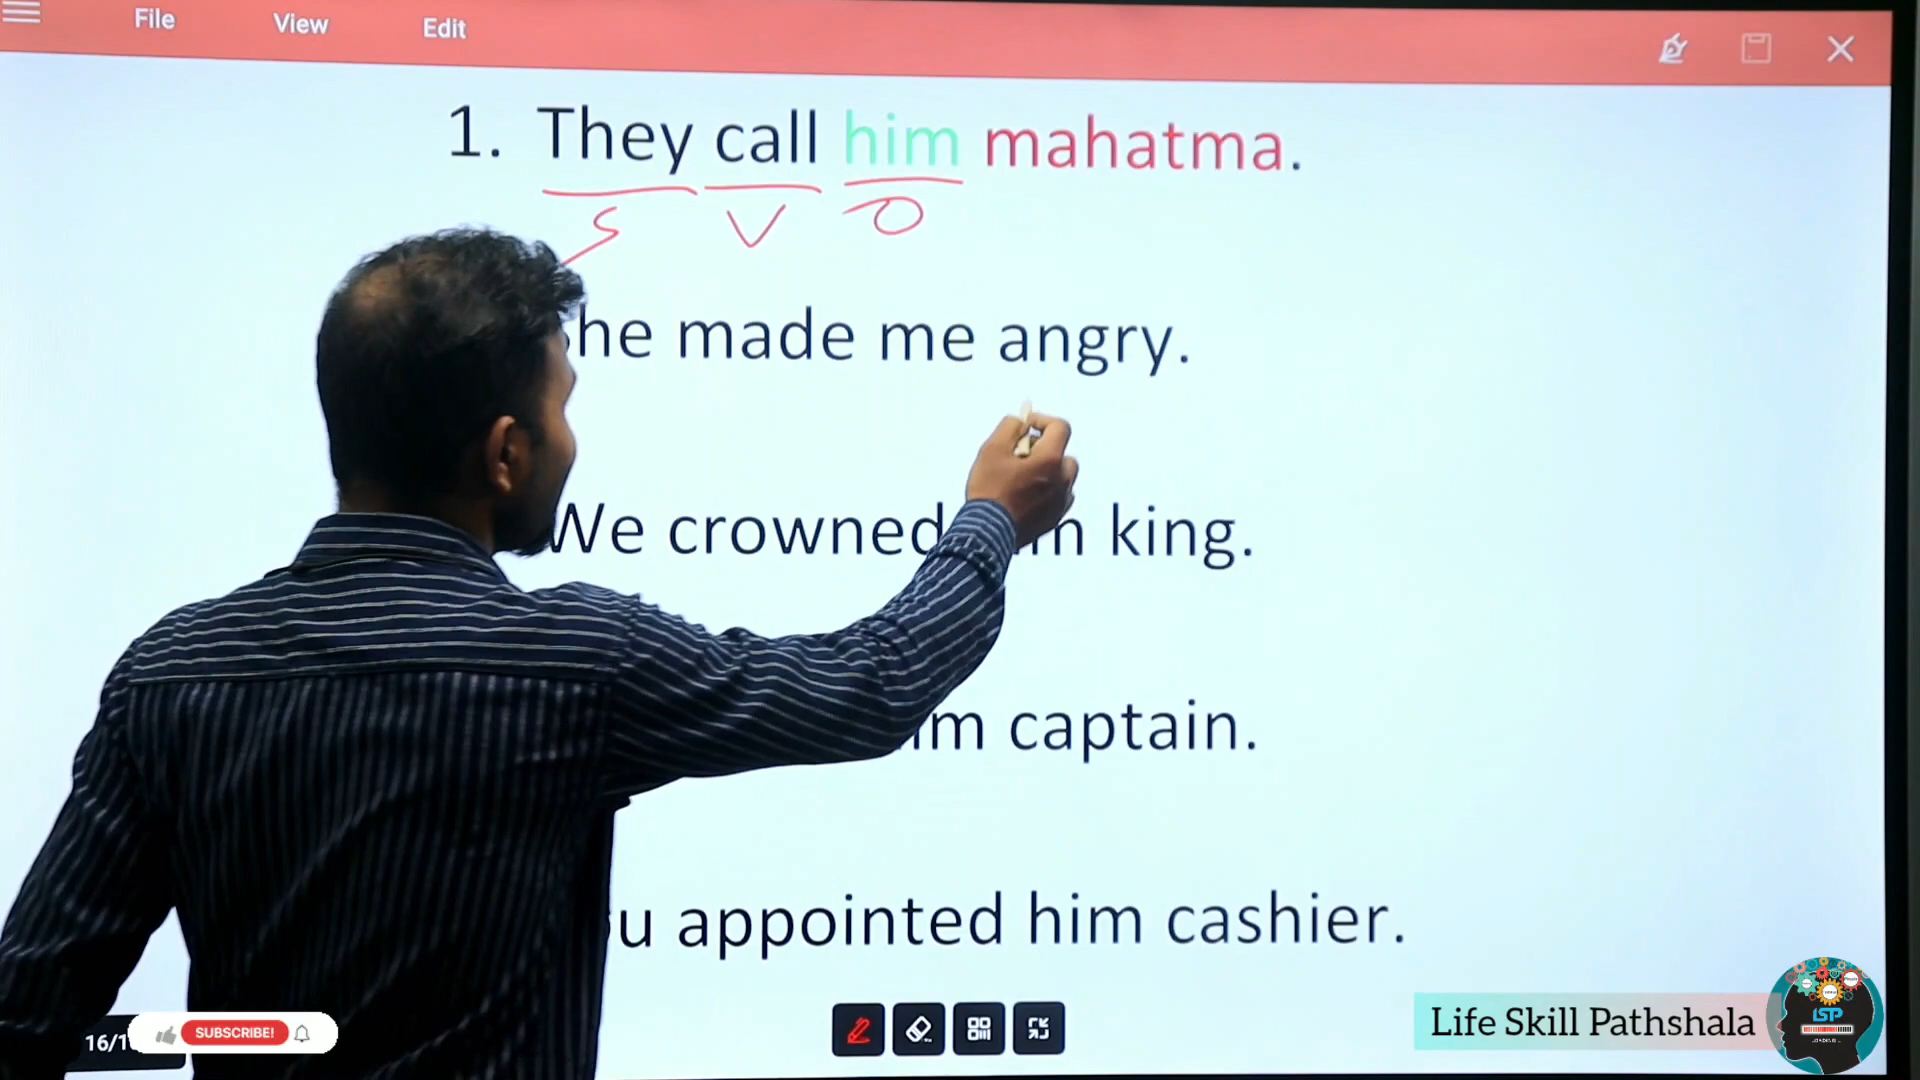 File View Edit
1. They call him mahatma.
S V O
he made me angry.
We crowned king.
captain.
appointed him cashier.
SUBSCRIBE!
Life Skill Pathshala
LSP